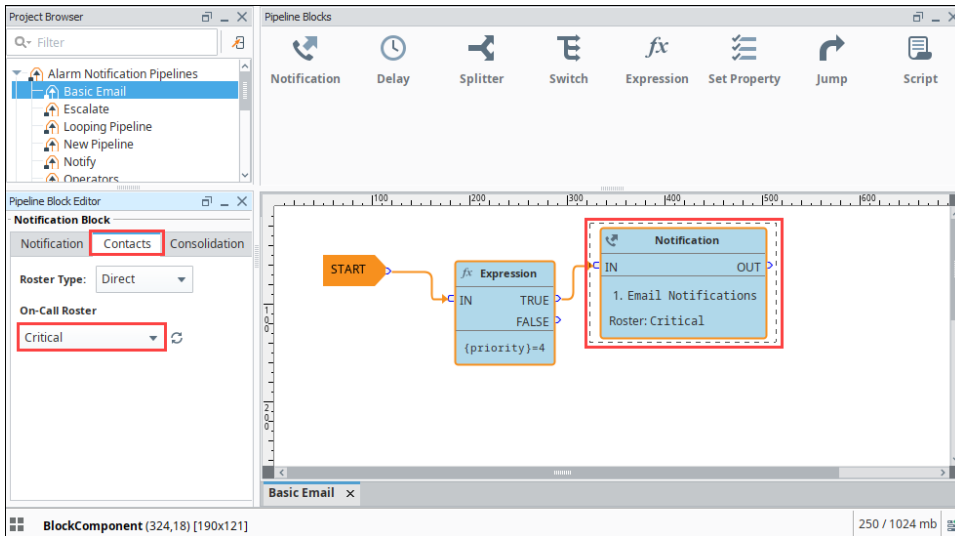 Project Browser
Filter
Alarm Notification Pipelines
Basic Email
Escalate
Looping Pipeline
New Pipeline
Notify
Operators
Pipeline Blocks
Notification Delay Splitter Switch Expression Set Property Jump Script
fx
Pipeline Block Editor
Notification Block
Notification Contacts Consolidation
Roster Type: Direct
On-Call Roster
Critical
100 200 300 400 500 600
100
200
START
fx Expression
IN TRUE
FALSE
{priority}=4
Notification
IN OUT
1. Email Notifications
Roster: Critical
Basic Email
BlockComponent (324,18) [190x121]
250 / 1024 mb